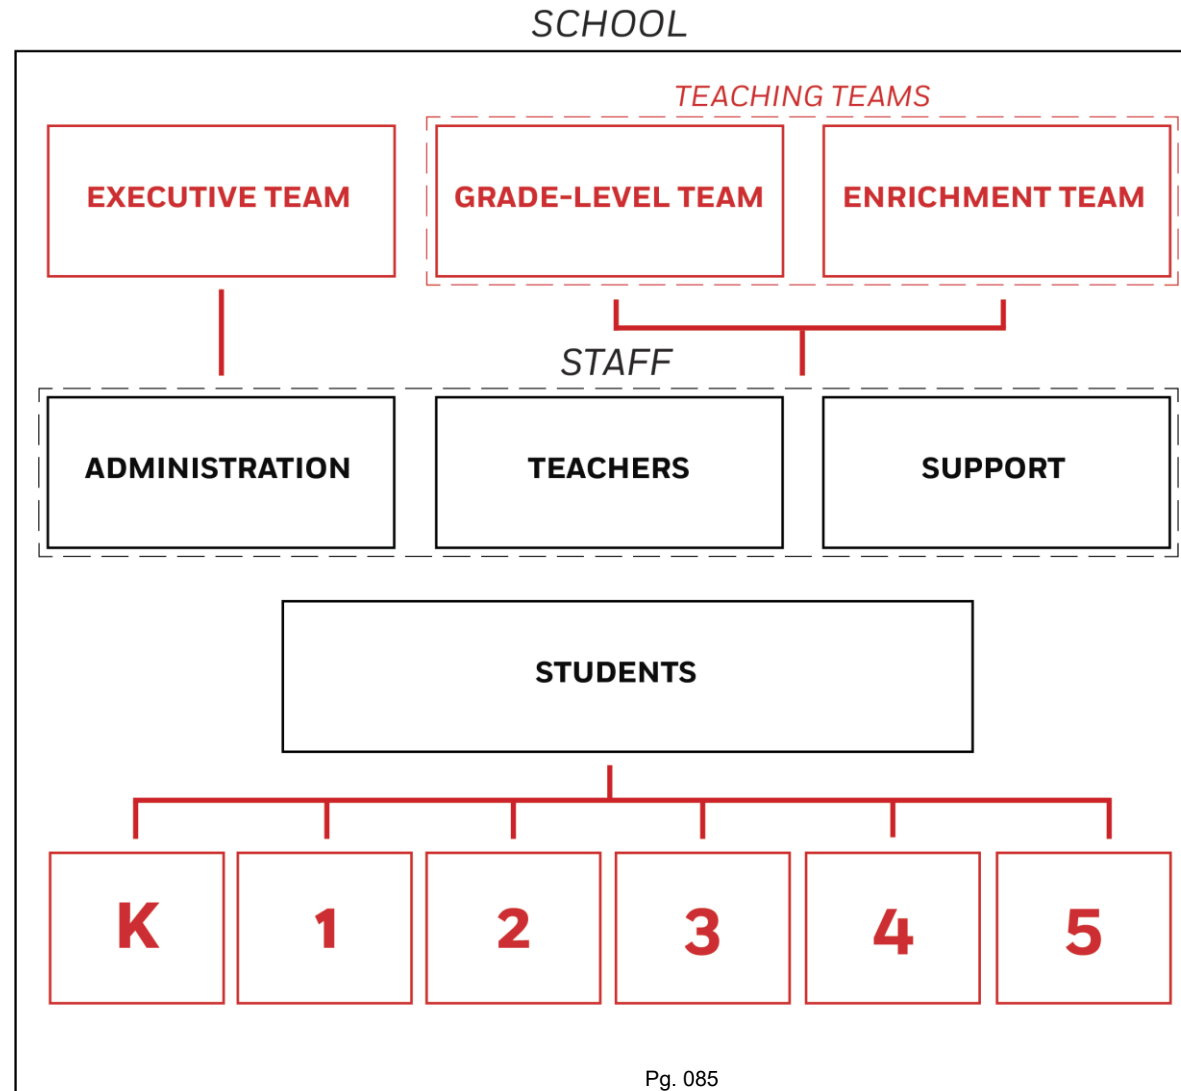 SCHOOL
TEACHING TEAMS
EXECUTIVE TEAM
GRADE-LEVEL TEAM
ENRICHMENT TEAM
STAFF
ADMINISTRATION
TEACHERS
SUPPORT
STUDENTS
K
1
2
3
4
5
Pg. 085